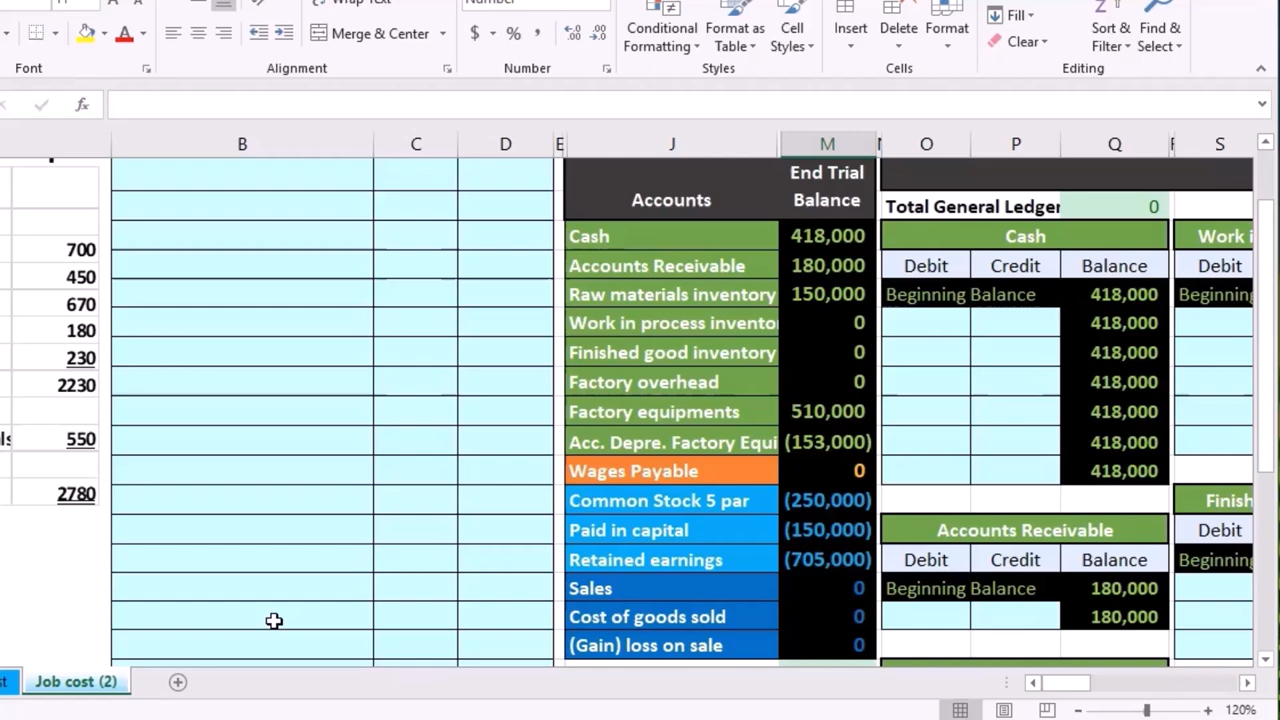 Wrap Text
Number
Merge & Center
$ % ,
Conditional Formatting
Format as Table
Cell Styles
Insert
Delete
Format
Fill
Clear
Sort & Filter
Find & Select
Font
Alignment
Number
Styles
Cells
Editing
fx
B C D E J M O P Q S
700
450
670
180
230
2230
550
2780
Accounts End Trial Balance
Cash 418,000
Accounts Receivable 180,000
Raw materials inventory 150,000
Work in process invento 0
Finished good inventory 0
Factory overhead 0
Factory equipments 510,000
Acc. Depre. Factory Equi (153,000)
Wages Payable 0
Common Stock 5 par (250,000)
Paid in capital (150,000)
Retained earnings (705,000)
Sales 0
Cost of goods sold 0
(Gain) loss on sale 0
Total General Ledger 0
Cash
Debit Credit Balance
Beginning Balance 418,000
418,000
418,000
418,000
418,000
418,000
418,000
Accounts Receivable
Debit Credit Balance
Beginning Balance 180,000
180,000
Work i
Debit
Beginning
Finish
Debit
Beginning
Job cost (2)
120%